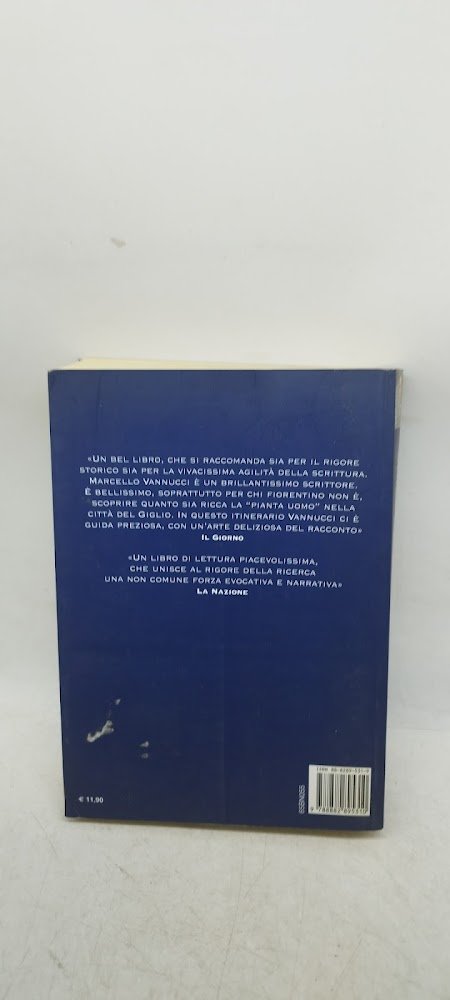 «UN BEL LIBRO, CHE SI RACCOMANDA SIA PER IL RIGORE
STORICO SIA PER LA VIVACISSIMA AGILITÀ DELLA SCRITTURA.
MARCELLO VANNUCCI È UN BRILLANTISSIMO SCRITTORE.
È BELLISSIMO, SOPRATTUTTO PER CHI FIORENTINO NON È,
SCOPRIRE QUANTO SIA RICCA LA "PIANTA UOMO" NELLA
CITTÀ DEL GIGLIO. IN QUESTO ITINERARIO VANNUCCI CI È
GUIDA PREZIOSA, CON UN'ARTE DELIZIOSA DEL RACCONTO»
IL GIORNO
«UN LIBRO DI LETTURA PIACEVOLISSIMA,
CHE UNISCE AL RIGORE DELLA RICERCA
UNA NON COMUNE FORZA EVOCATIVA E NARRATIVA»
LA NAZIONE
€ 11,90